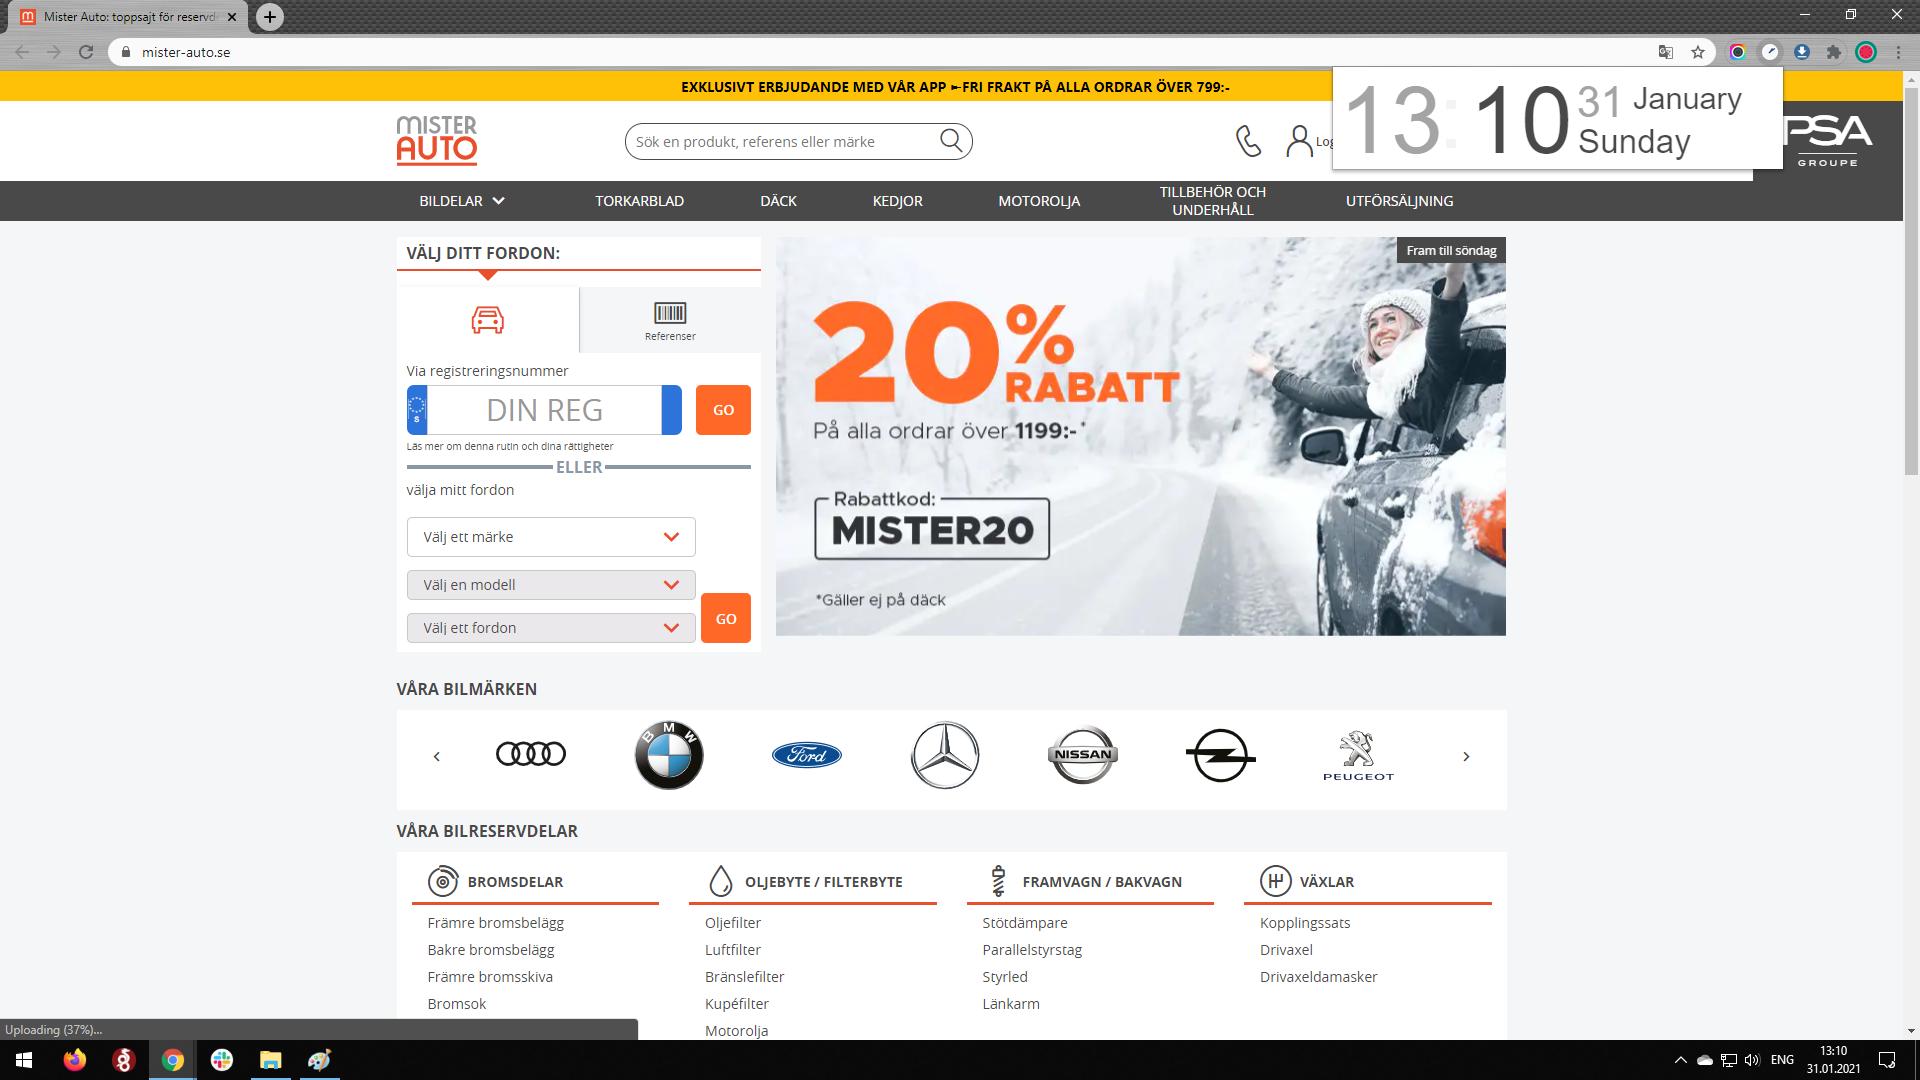 Mister Auto: toppsajt för reservd
mister-auto.se
EXKLUSIVT ERBJUDANDE MED VÅR APP ►FRI FRAKT PÅ ALLA ORDRAR ÖVER 799:-
13:10 31 January
Sunday
MISTER
AUTO
Sök en produkt, referens eller märke
Log
PSA
GROUPE
BILDELAR
TORKARBLAD
DÄCK
KEDJOR
MOTOROLJA
TILLBEHÖR OCH
UNDERHÅLL
UTFÖRSÄLJNING
VÄLJ DITT FORDON:
Referenser
Via registreringsnummer
S
DIN REG
GO
Läs mer om denna rutin och dina rättigheter
ELLER
välja mitt fordon
Välj ett märke
Välj en modell
Välj ett fordon
GO
Fram till söndag
20%
RABATT
På alla ordrar över 1199:-*
Rabattkod:
MISTER20
*Gäller ej på däck
VÅRA BILMÄRKEN
BMW
Ford
NISSAN
PEUGEOT
VÅRA BILRESERVDELAR
BROMSDELAR
Främre bromsbelägg
Bakre bromsbelägg
Främre bromsskiva
Bromsok
OLJEBYTE / FILTERBYTE
Oljefilter
Luftfilter
Bränslefilter
Kupéfilter
Motorolja
FRAMVAGN / BAKVAGN
Stötdämpare
Parallelstyrstag
Styrled
Länkarm
VÄXLAR
Kopplingssats
Drivaxel
Drivaxeldamasker
Uploading (37%)...
ENG
13:10
31.01.2021